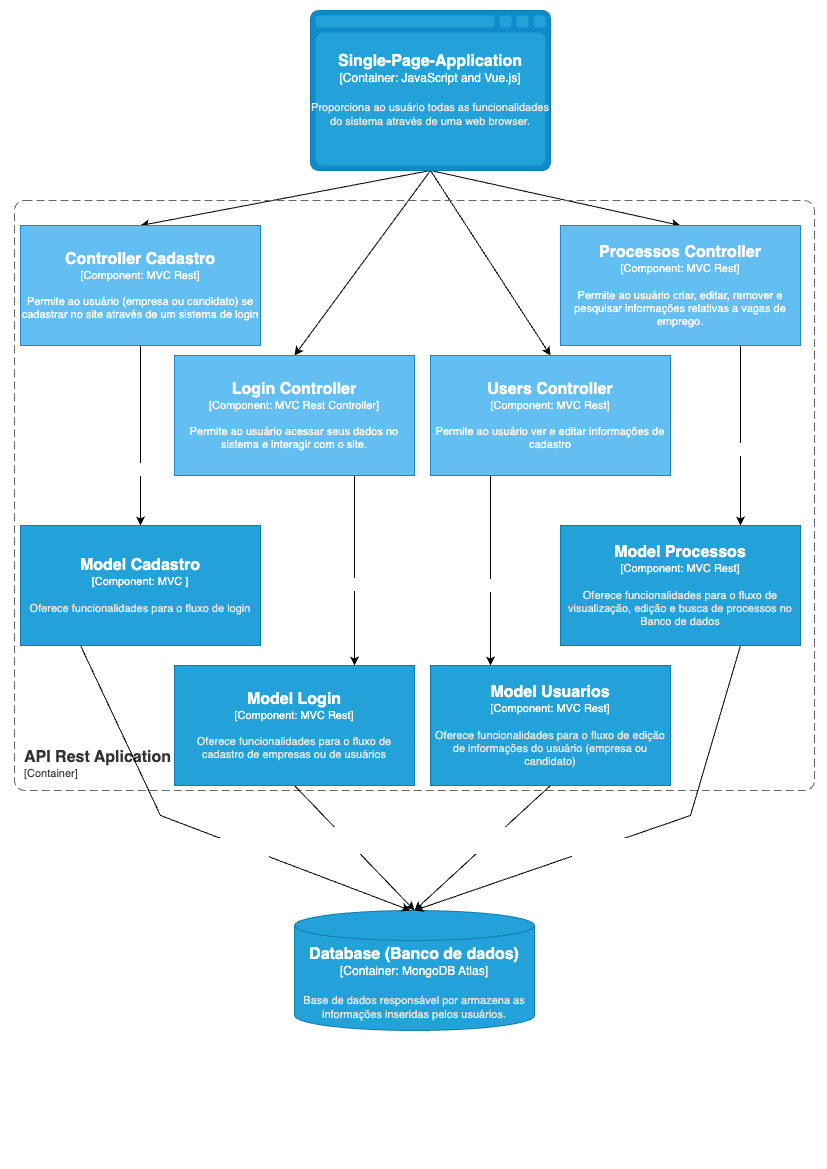 Single-Page-Application
[Container: JavaScript and Vue.js]
Proporciona ao usuário todas as funcionalidades
do sistema através de uma web browser.
Controller Cadastro
[Component: MVC Rest]
Permite ao usuário (empresa ou candidato) se
cadastrar no site através de um sistema de login
Processos Controller
[Component: MVC Rest]
Permite ao usuário criar, editar, remover e
pesquisar informações relativas a vagas de
emprego.
Login Controller
[Component: MVC Rest Controller]
Permite ao usuário acessar seus dados no
sistema e interagir com o site.
Users Controller
[Component: MVC Rest]
Permite ao usuário ver e editar informações de
cadastro
Model Cadastro
[Component: MVC ]
Oferece funcionalidades para o fluxo de login
Model Processos
[Component: MVC Rest]
Oferece funcionalidades para o fluxo de
visualização, edição e busca de processos no
Banco de dados
Model Login
[Component: MVC Rest]
Oferece funcionalidades para o fluxo de
cadastro de empresas ou de usuários
Model Usuarios
[Component: MVC Rest]
Oferece funcionalidades para o fluxo de edição
de informações do usuário (empresa ou
candidato)
API Rest Aplication
[Container]
Database (Banco de dados)
[Container: MongoDB Atlas]
Base de dados responsável por armazena as
informações inseridas pelos usuários.